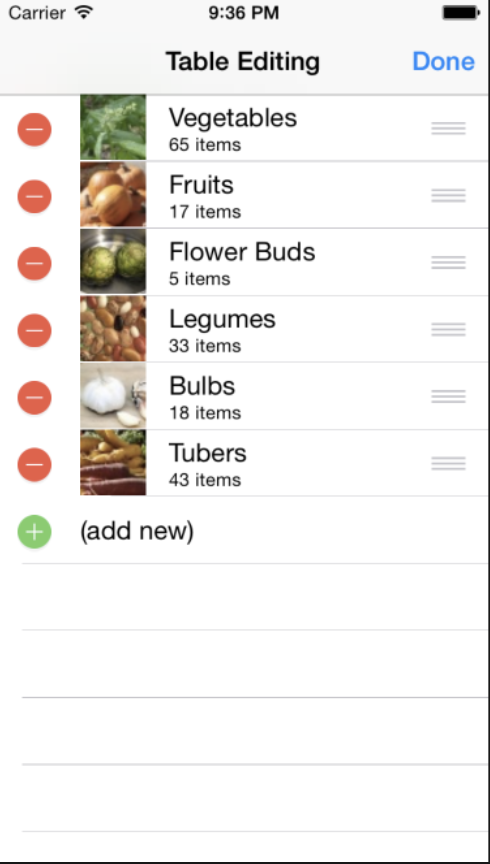 Carrier 9:36 PM
Table Editing Done
Vegetables
65 items
Fruits
17 items
Flower Buds
5 items
Legumes
33 items
Bulbs
18 items
Tubers
43 items
(add new)